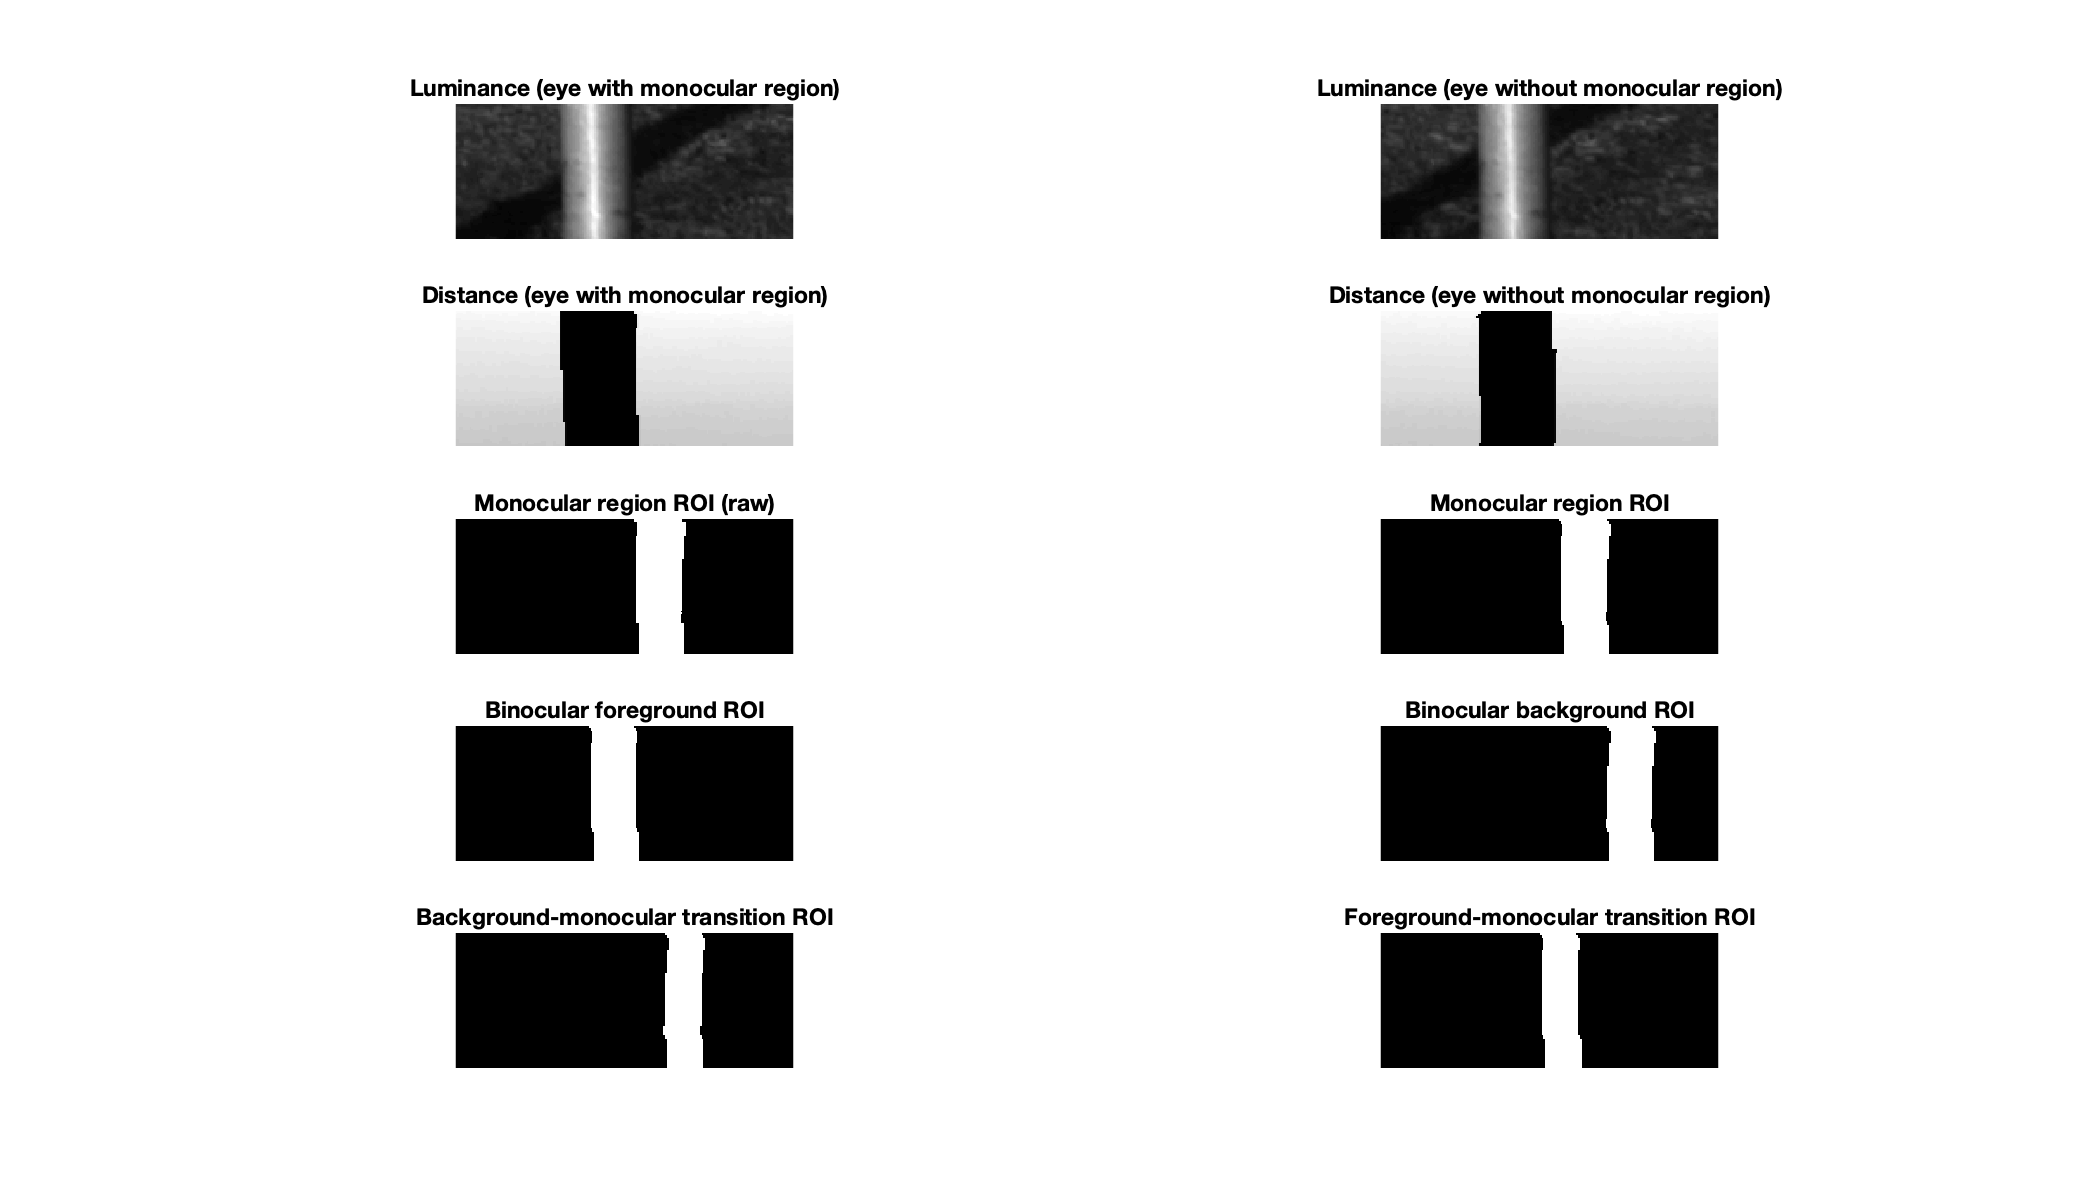 Luminance (eye with monocular region)
Luminance (eye without monocular region)
Distance (eye with monocular region)
Distance (eye without monocular region)
Monocular region ROI (raw)
Monocular region ROI
Binocular foreground ROI
Binocular background ROI
Background-monocular transition ROI
Foreground-monocular transition ROI